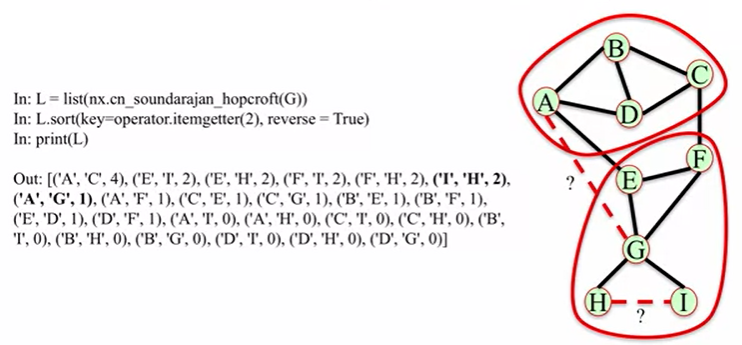 In: L = list(nx.cn_soundarajan_hopcroft(G))
In: L.sort(key=operator.itemgetter(2), reverse = True)
In: print(L)
Out: [('A', 'C', 4), ('E', 'I', 2), ('E', 'H', 2), ('F', 'I', 2), ('F', 'H', 2), ('I', 'H', 2),
('A', 'G', 1), ('A', 'F', 1), ('C', 'E', 1), ('C', 'G', 1), ('B', 'E', 1), ('B', 'F', 1),
('E', 'D', 1), ('D', 'F', 1), ('A', 'I', 0), ('A', 'H', 0), ('C', 'I', 0), ('C', 'H', 0), ('B',
'I', 0), ('B', 'H', 0), ('B', 'G', 0), ('D', 'I', 0), ('D', 'H', 0), ('D', 'G', 0)]
B
C
A
D
F
E
?
G
H
I
?